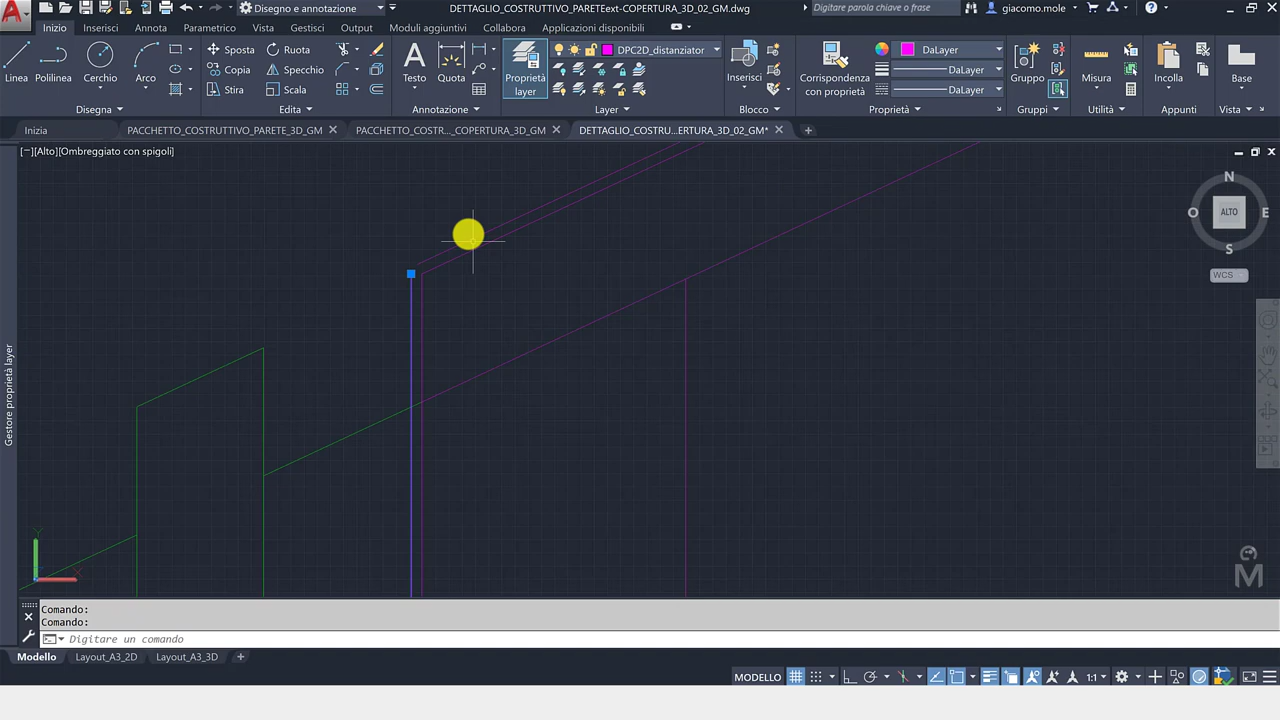 Disegno e annotazione
DETTAGLIO_COSTRUTTIVO_PARETEext-COPERTURA_3D_02_GM.dwg
Digitare parola chiave o frase
giacomo.mole
Inizio Inserisci Annota Parametrico Vista Gestisci Output Collabora Moduli aggiuntivi Applicazioni disponibili
Linea Polilinea Cerchio Arco
Sposta Ruota
Copia Specchio
Stira Scala
Testo Quota
Proprietà layer
DPC2D_distanziator
Inserisci
Corrispondenza con proprietà
DaLayer
DaLayer
DaLayer
Gruppo
Misura
Incolla
Base
Disegna Edita Annotazione Layer Blocco Proprietà Gruppi Utilità Appunti Vista
Inizia PACCHETTO_COSTRUTTIVO_PARETE_3D_GM PACCHETTO_COSTR..._COPERTURA_3D_GM DETTAGLIO_COSTRU...ERTURA_3D_02_GM*
[−][Alto][Ombreggiato con spigoli]
N
O ALTO E
S
WCS
Gestore proprietà layer
Y
X
M
Comando:
Comando:
Digitare un comando
Modello Layout_A3_2D Layout_A3_3D
MODELLO
1:1